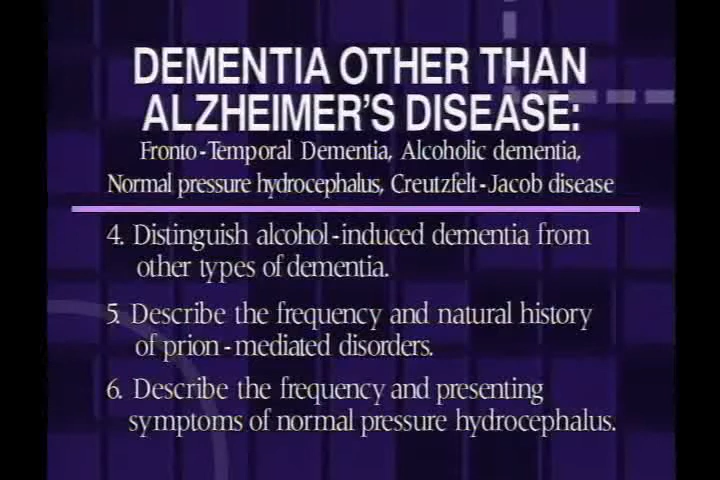 DEMENTIA OTHER THAN
ALZHEIMER'S DISEASE:
Fronto-Temporal Dementia, Alcoholic dementia,
Normal pressure hydrocephalus, Creutzfelt-Jacob disease
4. Distinguish alcohol-induced dementia from
other types of dementia.
5. Describe the frequency and natural history
of prion-mediated disorders.
6. Describe the frequency and presenting
symptoms of normal pressure hydrocephalus.